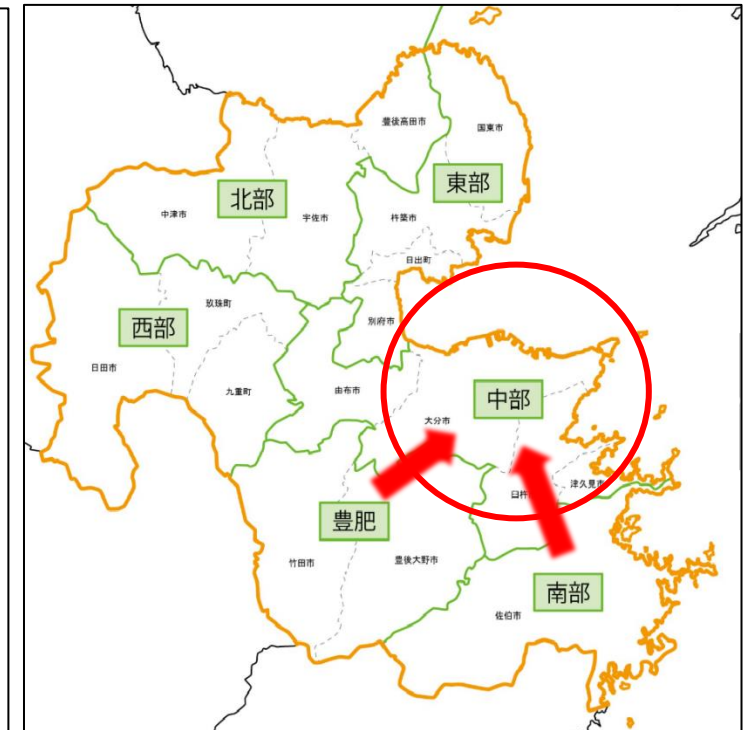 豊後高田市
国東市
東部
北部
中津市
宇佐市
杵築市
日出町
玖珠町
別府市
西部
日田市
九重町
由布市
中部
大分市
津久見市
臼杵
豊肥
竹田市
豊後大野市
南部
佐伯市